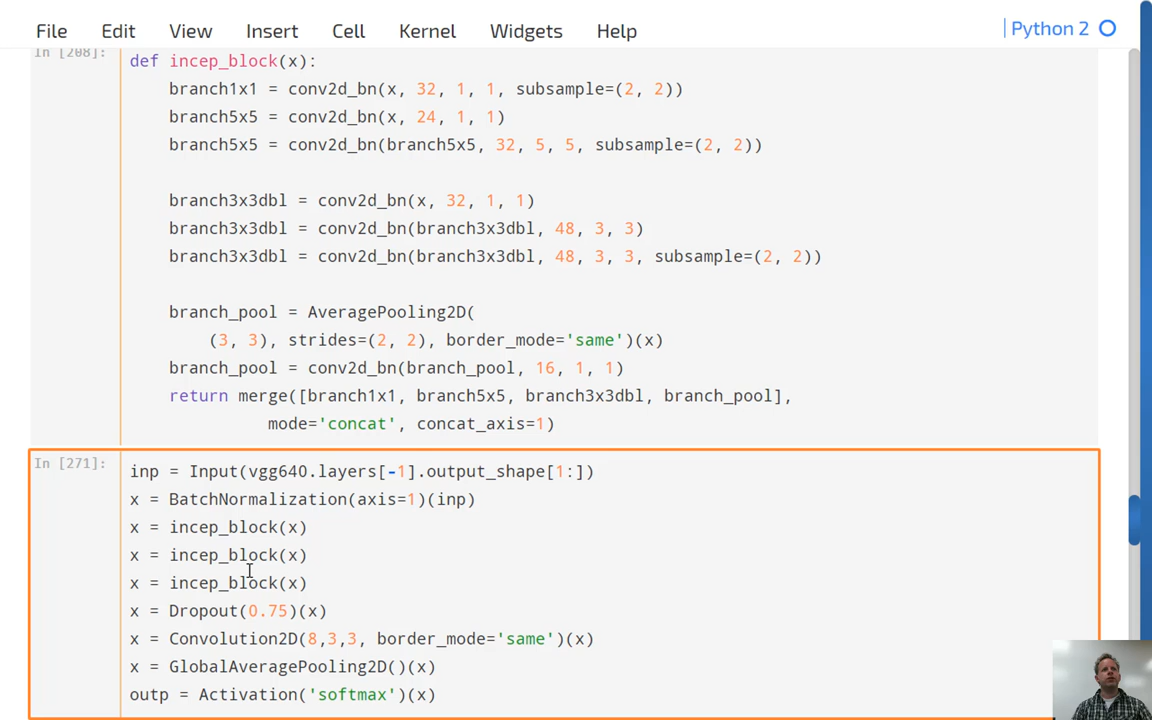 File Edit View Insert Cell Kernel Widgets Help Python 2
In [208]:
def incep_block(x):
    branch1x1 = conv2d_bn(x, 32, 1, 1, subsample=(2, 2))
    branch5x5 = conv2d_bn(x, 24, 1, 1)
    branch5x5 = conv2d_bn(branch5x5, 32, 5, 5, subsample=(2, 2))
    branch3x3dbl = conv2d_bn(x, 32, 1, 1)
    branch3x3dbl = conv2d_bn(branch3x3dbl, 48, 3, 3)
    branch3x3dbl = conv2d_bn(branch3x3dbl, 48, 3, 3, subsample=(2, 2))
    branch_pool = AveragePooling2D(
        (3, 3), strides=(2, 2), border_mode='same')(x)
    branch_pool = conv2d_bn(branch_pool, 16, 1, 1)
    return merge([branch1x1, branch5x5, branch3x3dbl, branch_pool],
              mode='concat', concat_axis=1)
In [271]:
inp = Input(vgg640.layers[-1].output_shape[1:])
x = BatchNormalization(axis=1)(inp)
x = incep_block(x)
x = incep_block(x)
x = incep_block(x)
x = Dropout(0.75)(x)
x = Convolution2D(8,3,3, border_mode='same')(x)
x = GlobalAveragePooling2D()(x)
outp = Activation('softmax')(x)